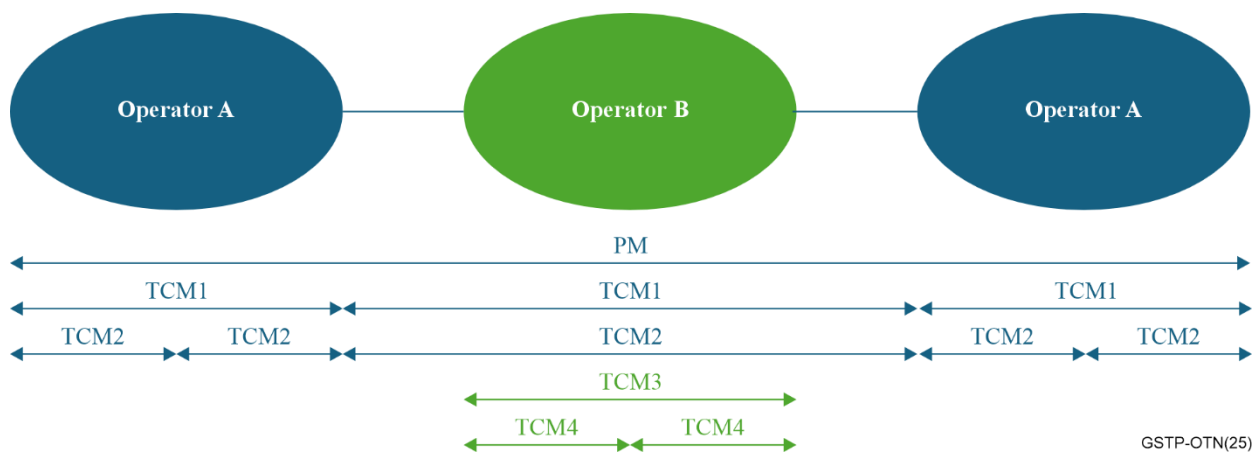 Operator A Operator B Operator A
PM
TCM1 TCM1 TCM1
TCM2 TCM2 TCM2 TCM2 TCM2
TCM3
TCM4 TCM4
GSTP-OTN(25)